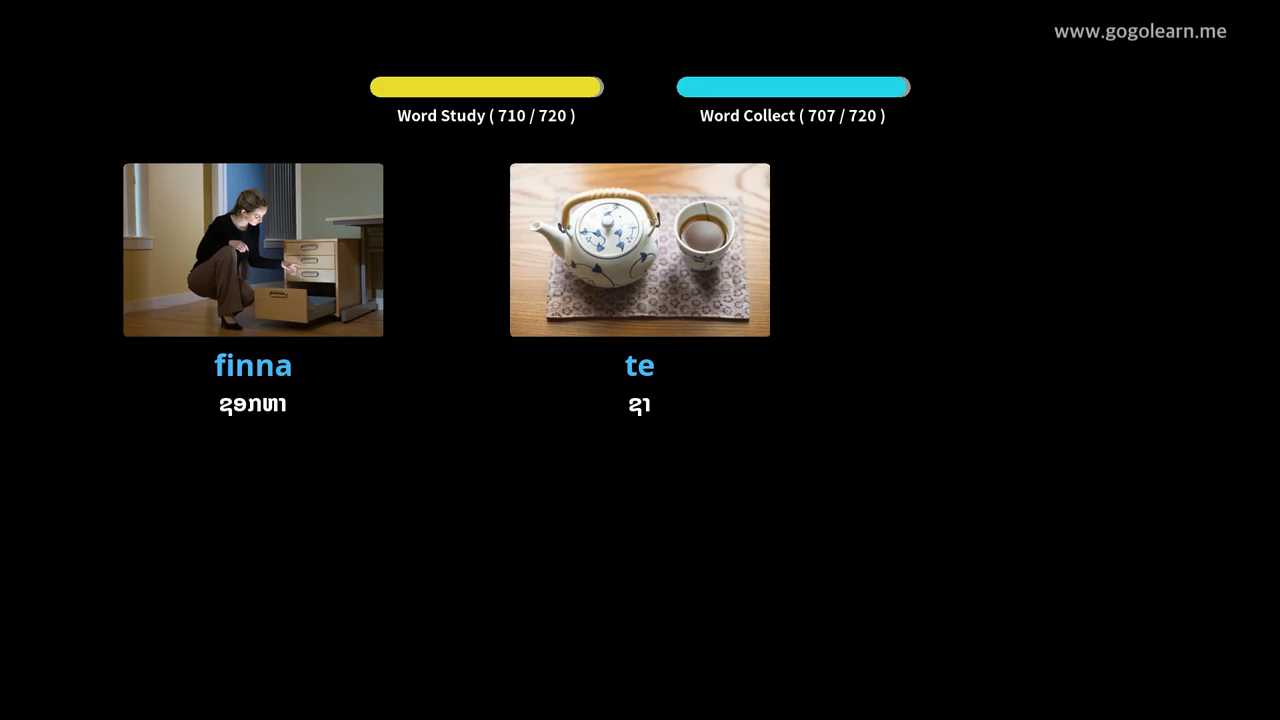 www.gogolearn.me
Word Study ( 710 / 720 )
Word Collect ( 707 / 720 )
finna
ຊອກຫາ
te
ຊາ